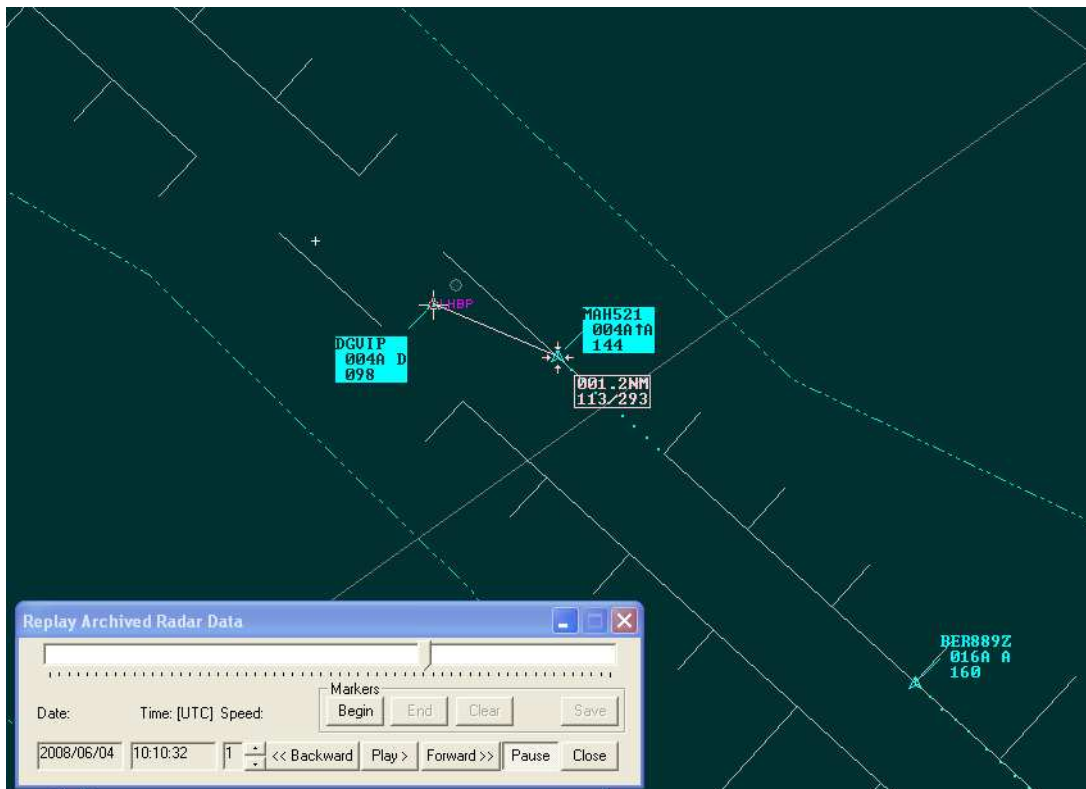 LHBP
MAH521
004A↑A
144
DGVIP
004A D
098
001.2NM
113/293
BER889Z
016A A
160
Replay Archived Radar Data
Markers
Date: Time: [UTC] Speed: Begin End Clear Save
2008/06/04 10:10:32 1 << Backward Play > Forward >> Pause Close